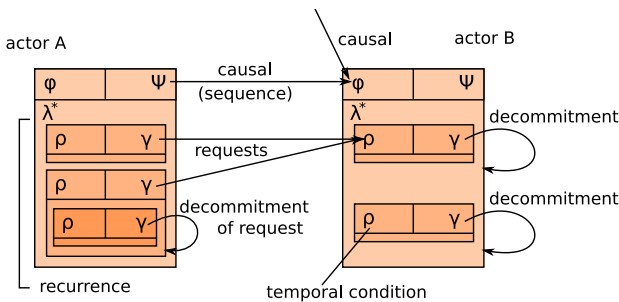 causal
actor A
actor B
φ Ψ
causal
(sequence)
φ Ψ
λ*
ρ γ
requests
λ*
ρ γ
decommitment
ρ γ
ρ γ
decommitment
of request
ρ γ
decommitment
recurrence
temporal condition